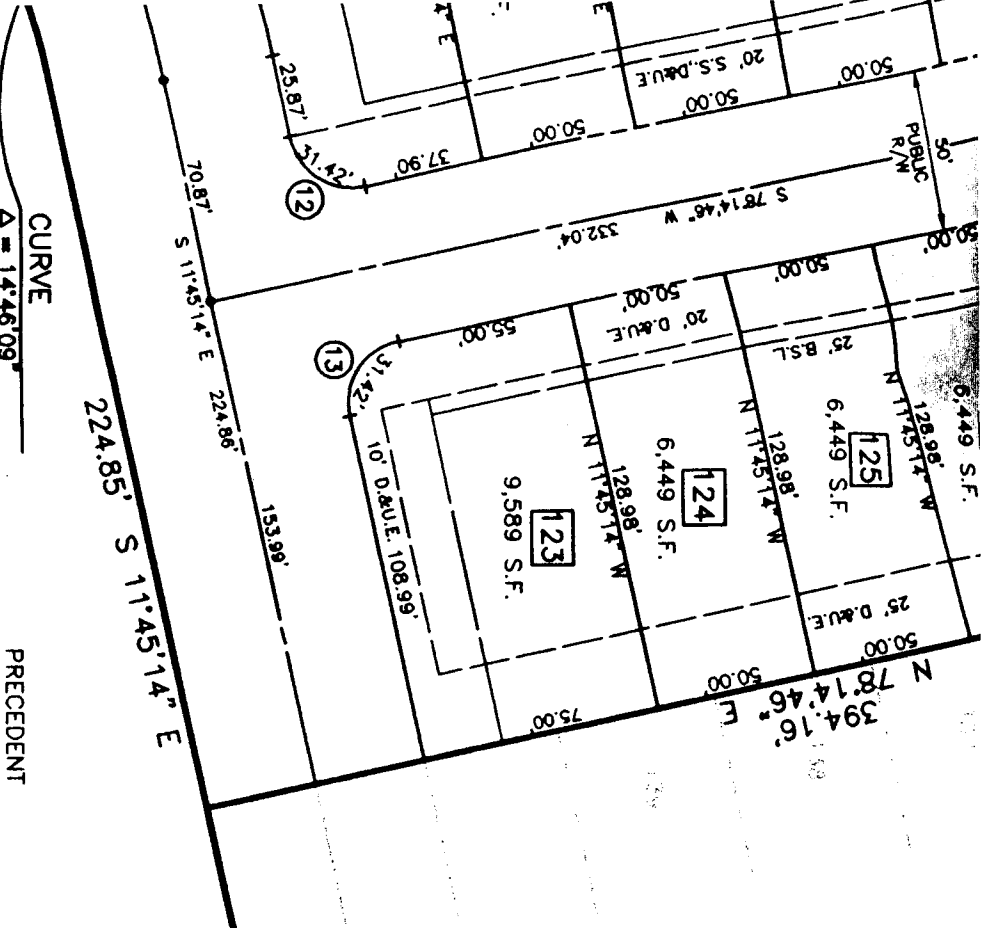 4" E
E
20' S.S.,D&U.E
50.00'
50.00'
50.00'
37.90'
25.87'
31.42'
12
50'
PUBLIC
R/W
S 78°14'46" W
332.04'
70.87'
S 11°45'14" E
224.86'
153.99'
13
31.42'
55.00'
50.00'
50.00'
50.00'
20' D.&U.E.
25' B.S.L
10' D.&U.E.
108.99'
123
9,589 S.F.
N 11°45'14" W
128.98'
124
6,449 S.F.
N 11°45'14" W
128.98'
125
6,449 S.F.
N 11°45'14" W
128.98'
6,449 S.F.
25' D.&U.E.
75.00'
50.00'
50.00'
N 78°14'46" E
394.16'
224.85' S 11°45'14" E
CURVE
Δ = 14°46'09"
PRECEDENT